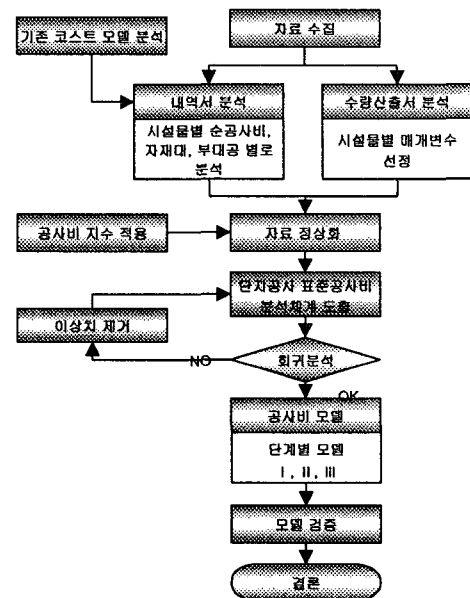 기존 코스트 모델 분석
자료 수집
내역서 분석
시설물별 순공사비,
자재대, 부대공 별로
분석
수량산출서 분석
시설물별 매개변수
선정
공사비 지수 적용
자료 정상화
단지공사 표준공사비
분석체계 도출
이상치 제거
NO
회귀분석
OK
공사비 모델
단계별 모델
I , II , III
모델 검증
결론